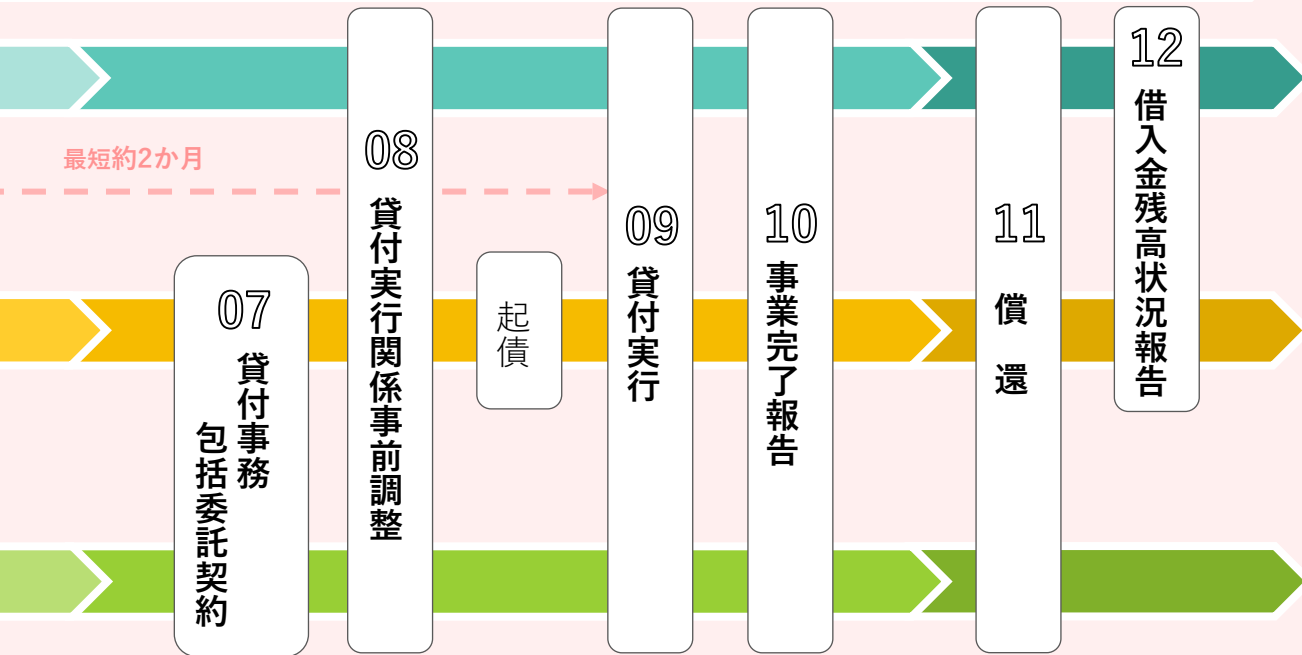 最短約2か月
07
貸付事務
包括委託契約
08
貸付実行関係事前調整
起債
09
貸付実行
10
事業完了報告
11
償還
12
借入金残高状況報告